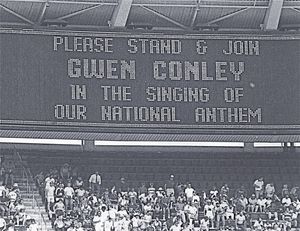 PLEASE STAND & JOIN
GWEN CONLEY
IN THE SINGING OF
OUR NATIONAL ANTHEM